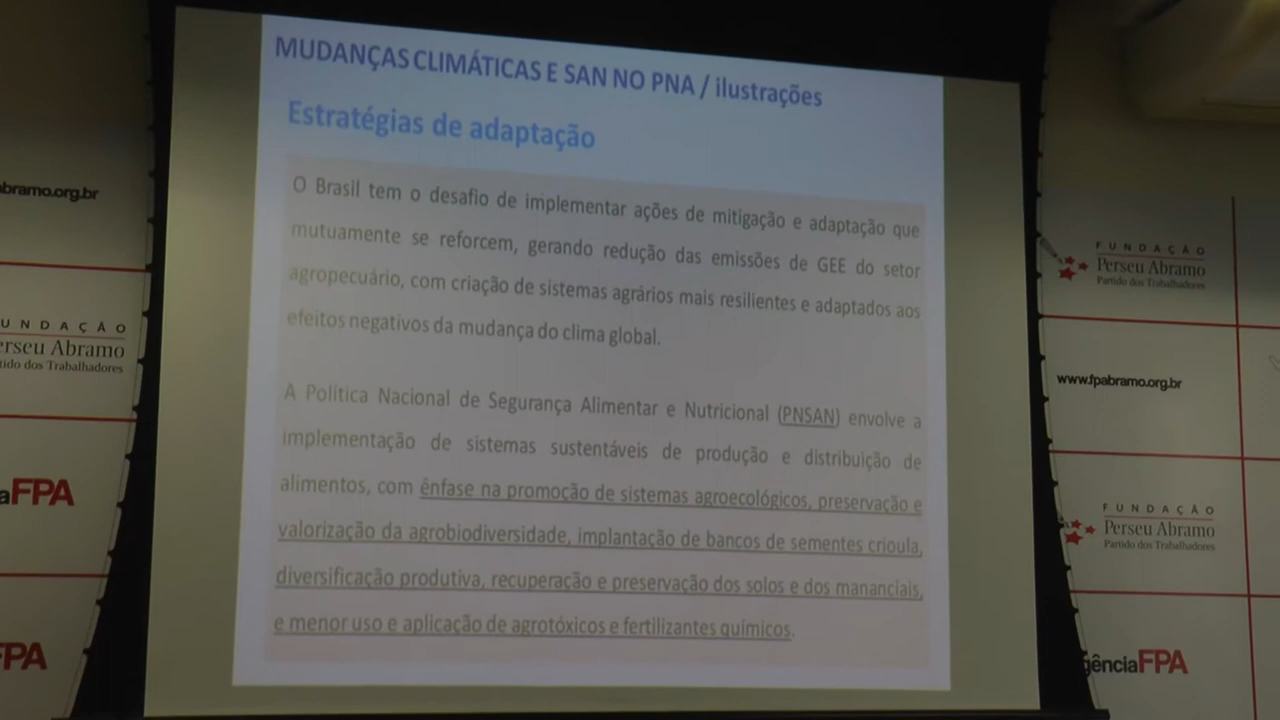 MUDANÇAS CLIMÁTICAS E SAN NO PNA / ilustrações
Estratégias de adaptação
O Brasil tem o desafio de implementar ações de mitigação e adaptação que
mutuamente se reforcem, gerando redução das emissões de GEE do setor
agropecuário, com criação de sistemas agrários mais resilientes e adaptados aos
efeitos negativos da mudança do clima global.
A Política Nacional de Segurança Alimentar e Nutricional (PNSAN) envolve a
implementação de sistemas sustentáveis de produção e distribuição de
alimentos, com ênfase na promoção de sistemas agroecológicos, preservação e
valorização da agrobiodiversidade, implantação de bancos de sementes crioula,
diversificação produtiva, recuperação e preservação dos solos e dos mananciais,
e menor uso e aplicação de agrotóxicos e fertilizantes químicos.
abramo.org.br
UNDAÇÃO
erseu Abramo
tido dos Trabalhadores
aFPA
FPA
FUNDAÇÃO
Perseu Abramo
Partido dos Trabalhadores
www.fpabramo.org.br
FUNDAÇÃO
Perseu Abramo
Partido dos Trabalhadores
gênciaFPA